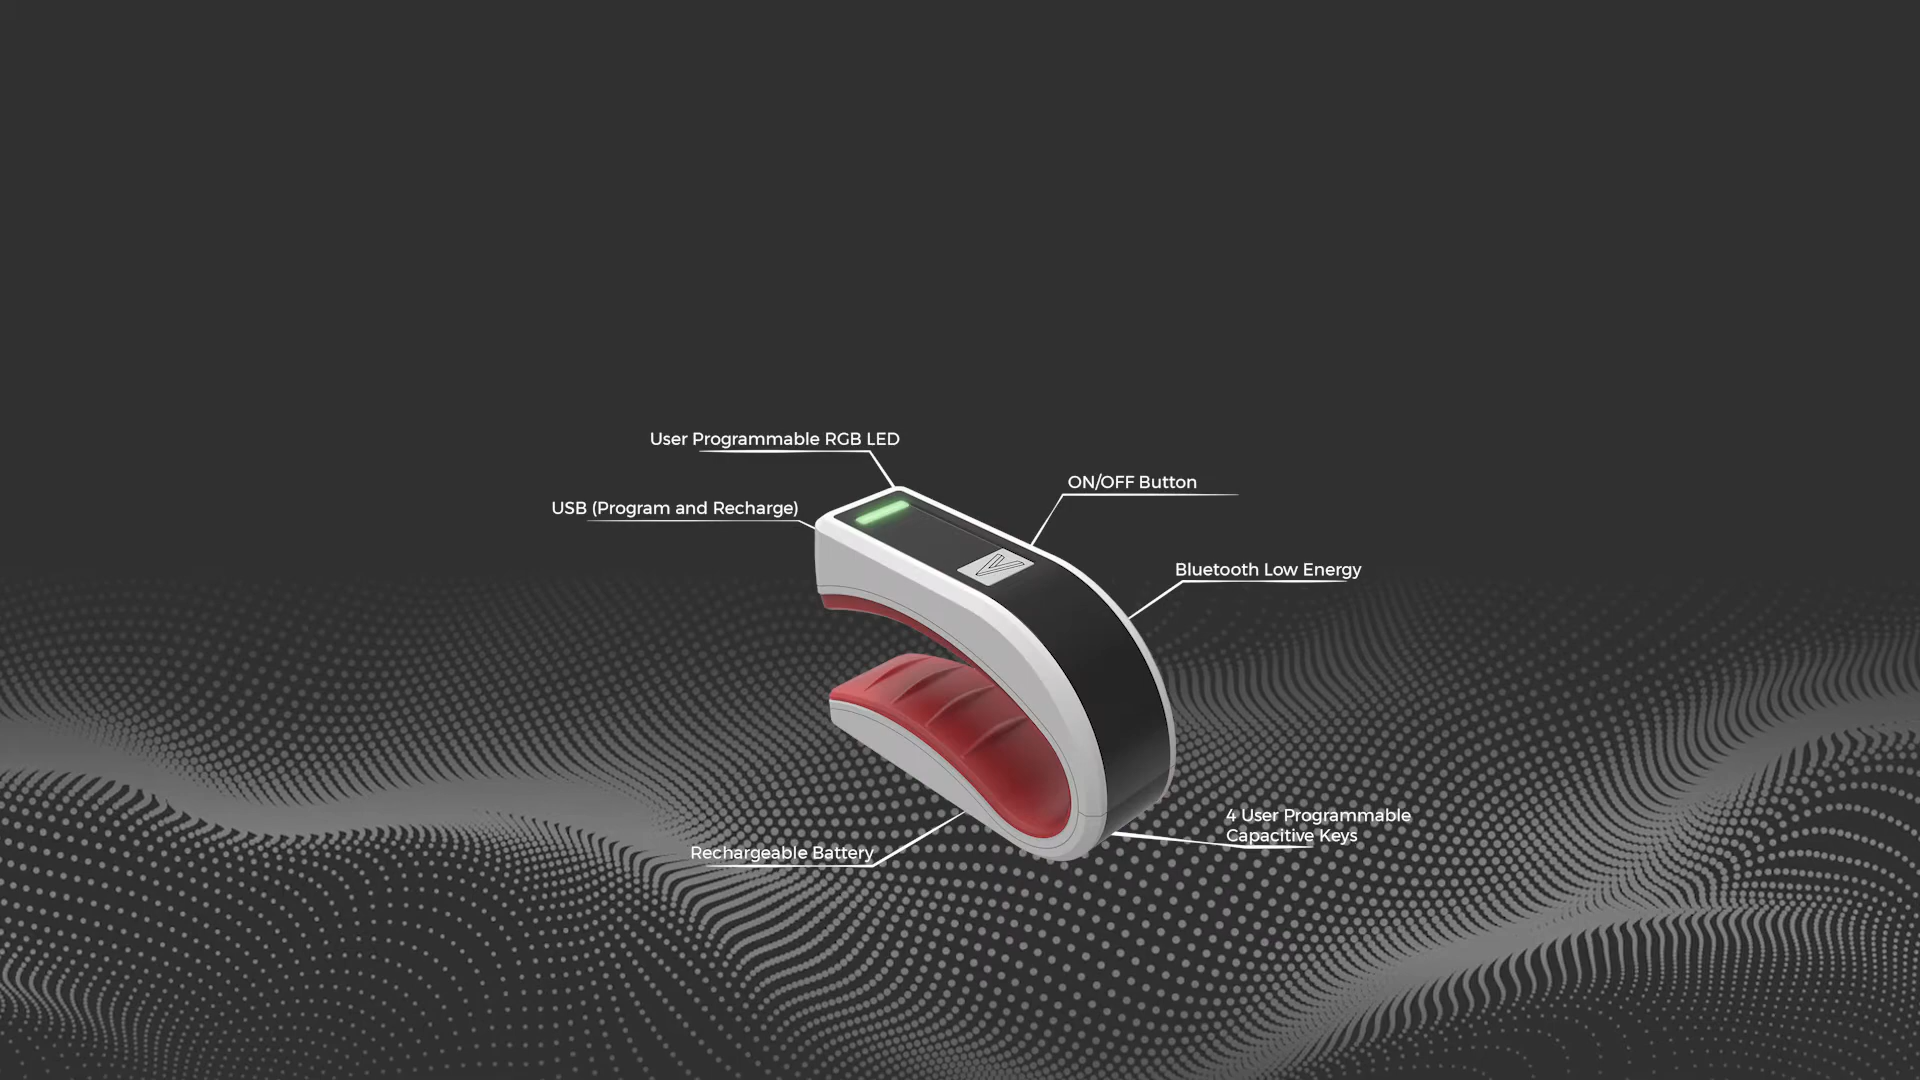 User Programmable RGB LED
ON/OFF Button
USB (Program and Recharge)
Bluetooth Low Energy
4 User Programmable
Capacitive Keys
Rechargeable Battery